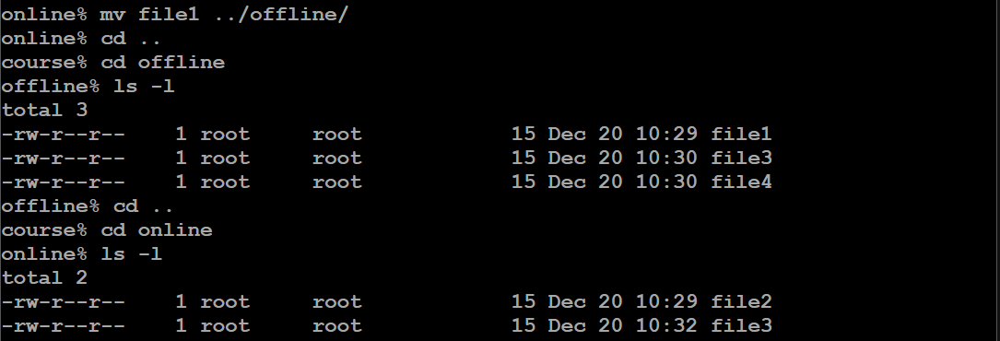 online% mv file1 ../offline/
online% cd ..
course% cd offline
offline% ls -l
total 3
-rw-r--r--    1 root     root            15 Dec 20 10:29 file1
-rw-r--r--    1 root     root            15 Dec 20 10:30 file3
-rw-r--r--    1 root     root            15 Dec 20 10:30 file4
offline% cd ..
course% cd online
online% ls -l
total 2
-rw-r--r--    1 root     root            15 Dec 20 10:29 file2
-rw-r--r--    1 root     root            15 Dec 20 10:32 file3